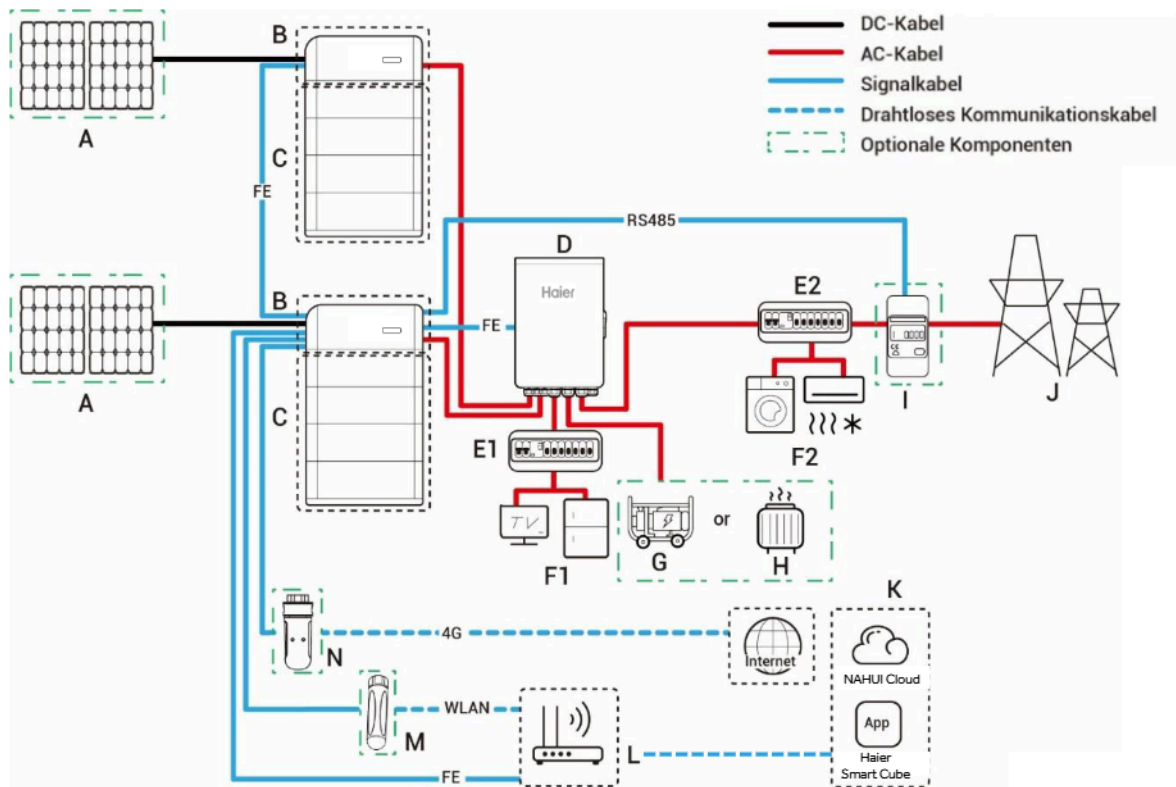 DC-Kabel
AC-Kabel
Signalkabel
Drahtloses Kommunikationskabel
Optionale Komponenten
A
B
C
FE
RS485
D
Haier
FE
A
B
C
E1
TV
F1
E2
F2
I
J
G
or
H
N
4G
Internet
M
WLAN
FE
L
K
NAHUI Cloud
App
Haier
Smart Cube